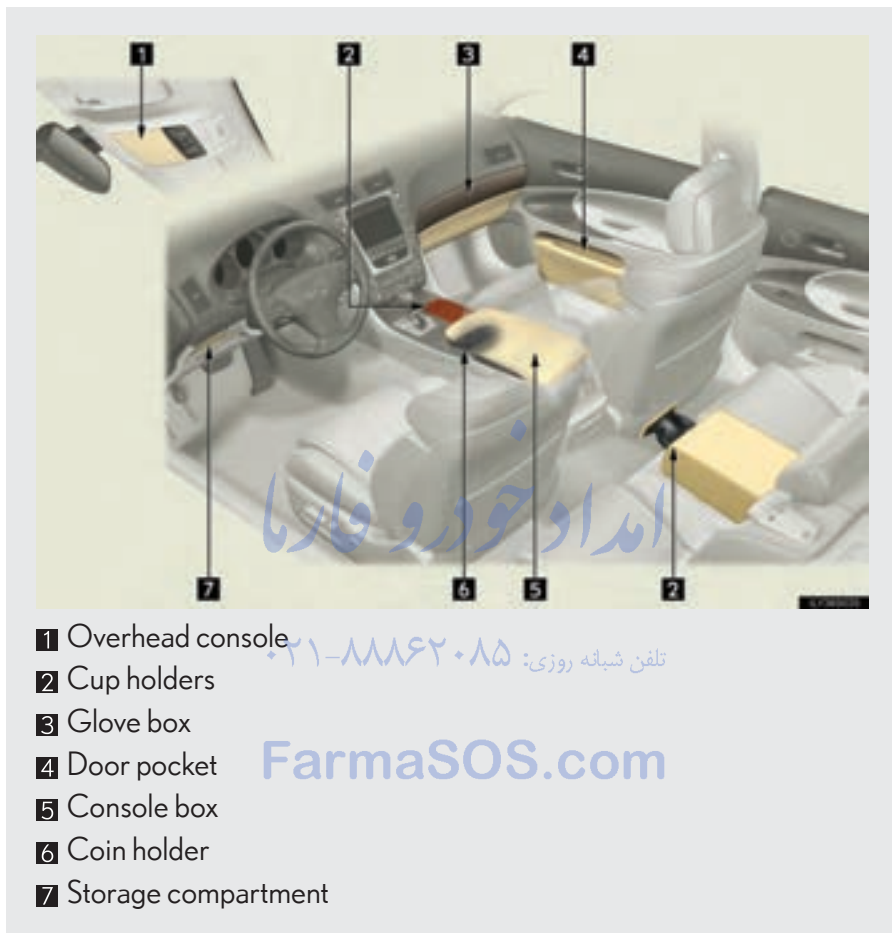 1 2 3 4
امداد خودرو فارما
7 6 5 2
1 Overhead console
تلفن شبانه روزی: ۰۲۱-۸۸۸۶۲۰۸۵
2 Cup holders
3 Glove box
4 Door pocket
FarmaSOS.com
5 Console box
6 Coin holder
7 Storage compartment